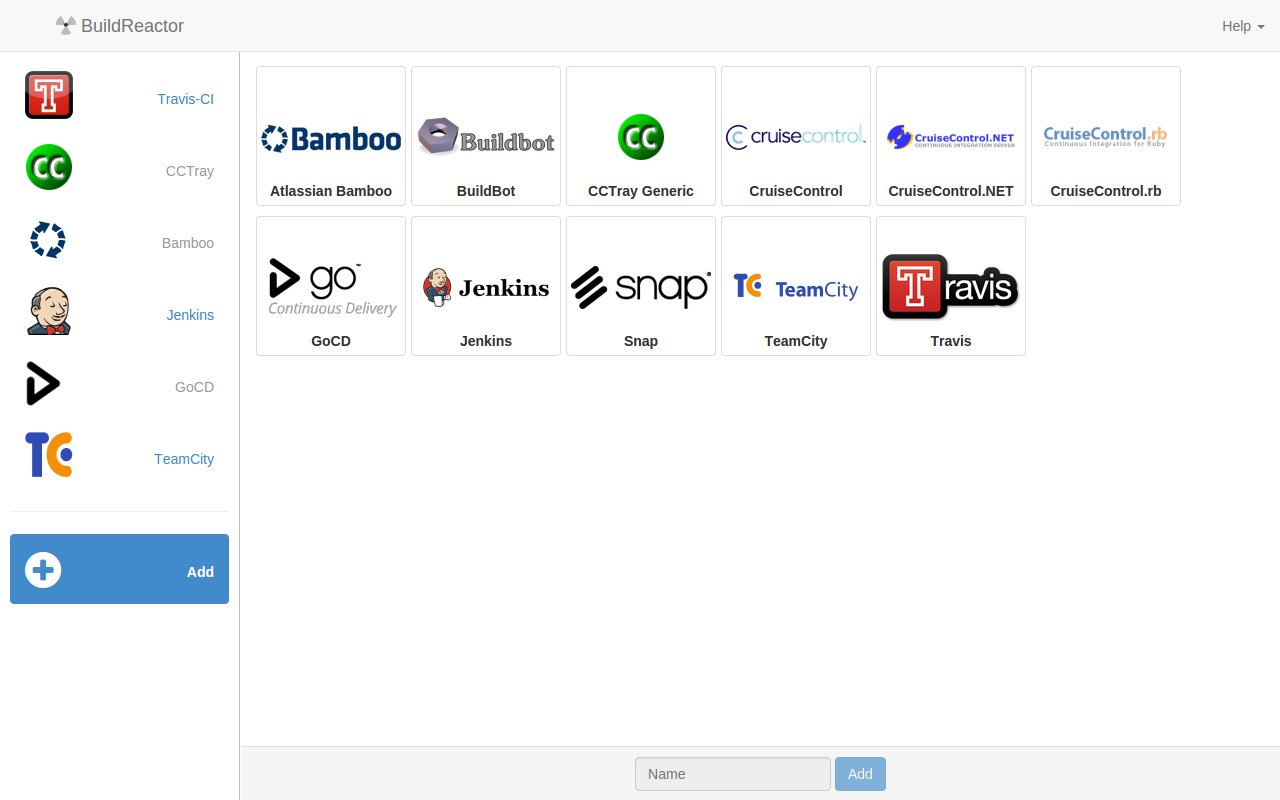 BuildReactor
Help
Travis-CI
CCTray
Bamboo
Jenkins
GoCD
TeamCity
Add
Bamboo
Atlassian Bamboo
Buildbot
BuildBot
CC
CCTray Generic
cruisecontrol
CruiseControl
CruiseControl.NET
CONTINUOUS INTEGRATION SERVER
CruiseControl.NET
CruiseControl.rb
Continuous Integration for Ruby
CruiseControl.rb
go™
Continuous Delivery
GoCD
Jenkins
Jenkins
snap
Snap
TC TeamCity
TeamCity
Travis
Travis
T
CC
TC
Name
Add